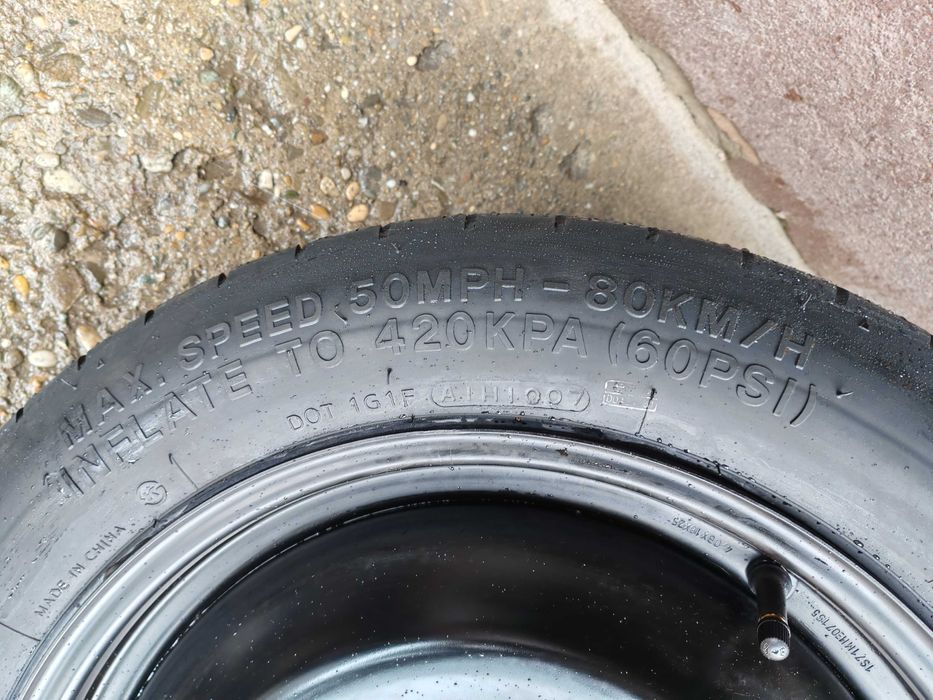 MAX. SPEED 50MPH - 80KM/H
INFLATE TO 420KPA (60PSI)
DOT 1G1F A1H1007
MADE IN CHINA